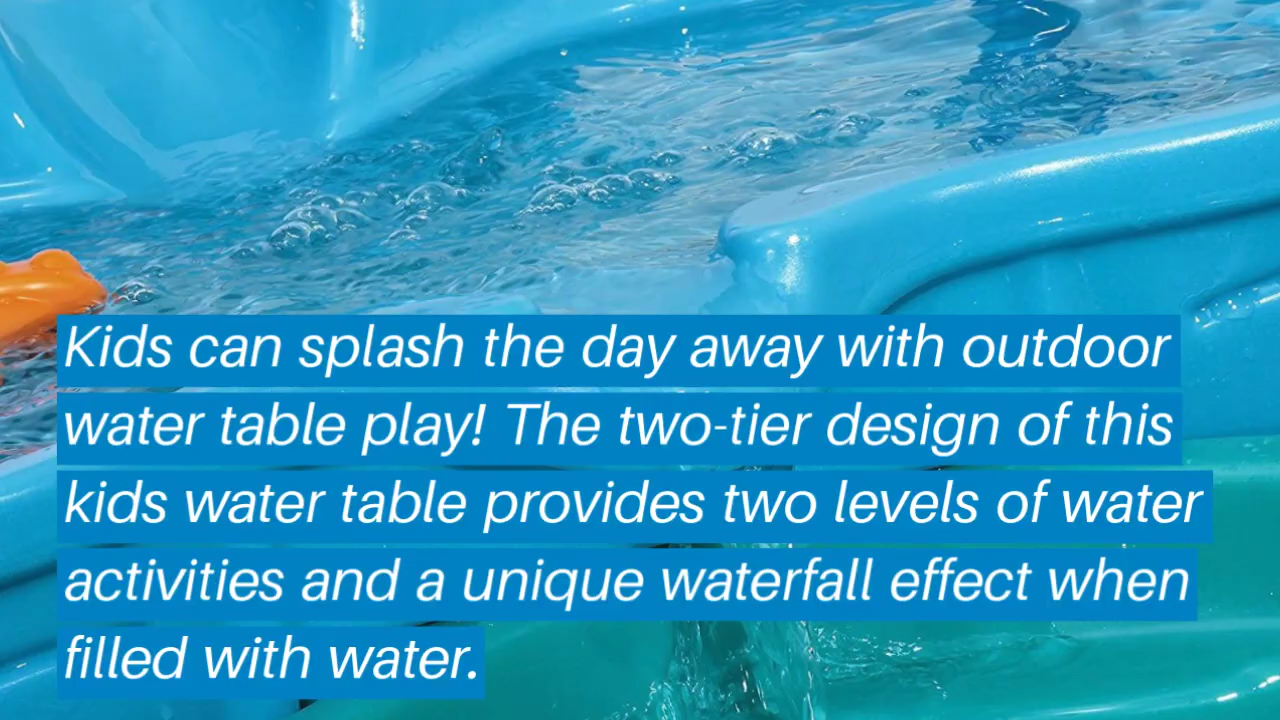 Kids can splash the day away with outdoor
water table play! The two-tier design of this
kids water table provides two levels of water
activities and a unique waterfall effect when
filled with water.